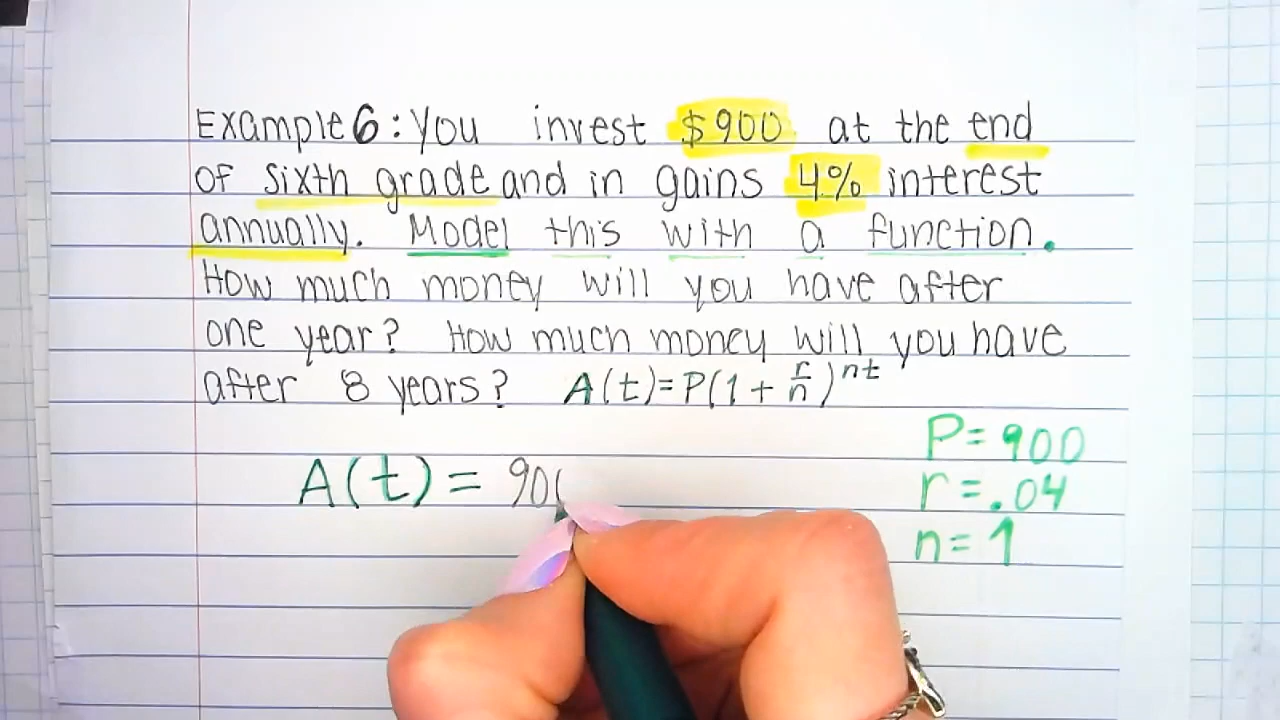 Example 6: You invest $900 at the end
of sixth grade and in gains 4% interest
annually. Model this with a function.
How much money will you have after
one year? How much money will you have
after 8 years? A(t)=P(1+r/n)^nt
P=900
A(t) = 900
r=.04
n=1